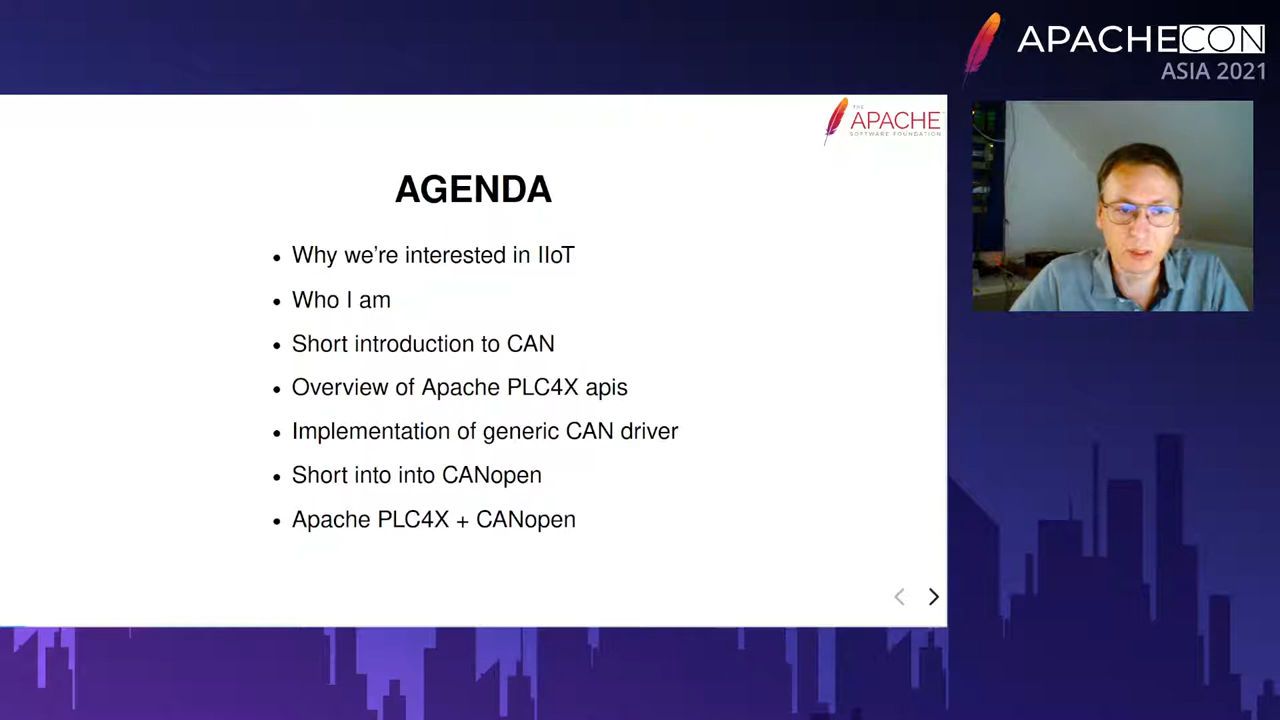 APACHECON
ASIA 2021
THE
APACHE
SOFTWARE FOUNDATION
AGENDA
• Why we're interested in IIoT
• Who I am
• Short introduction to CAN
• Overview of Apache PLC4X apis
• Implementation of generic CAN driver
• Short into into CANopen
• Apache PLC4X + CANopen